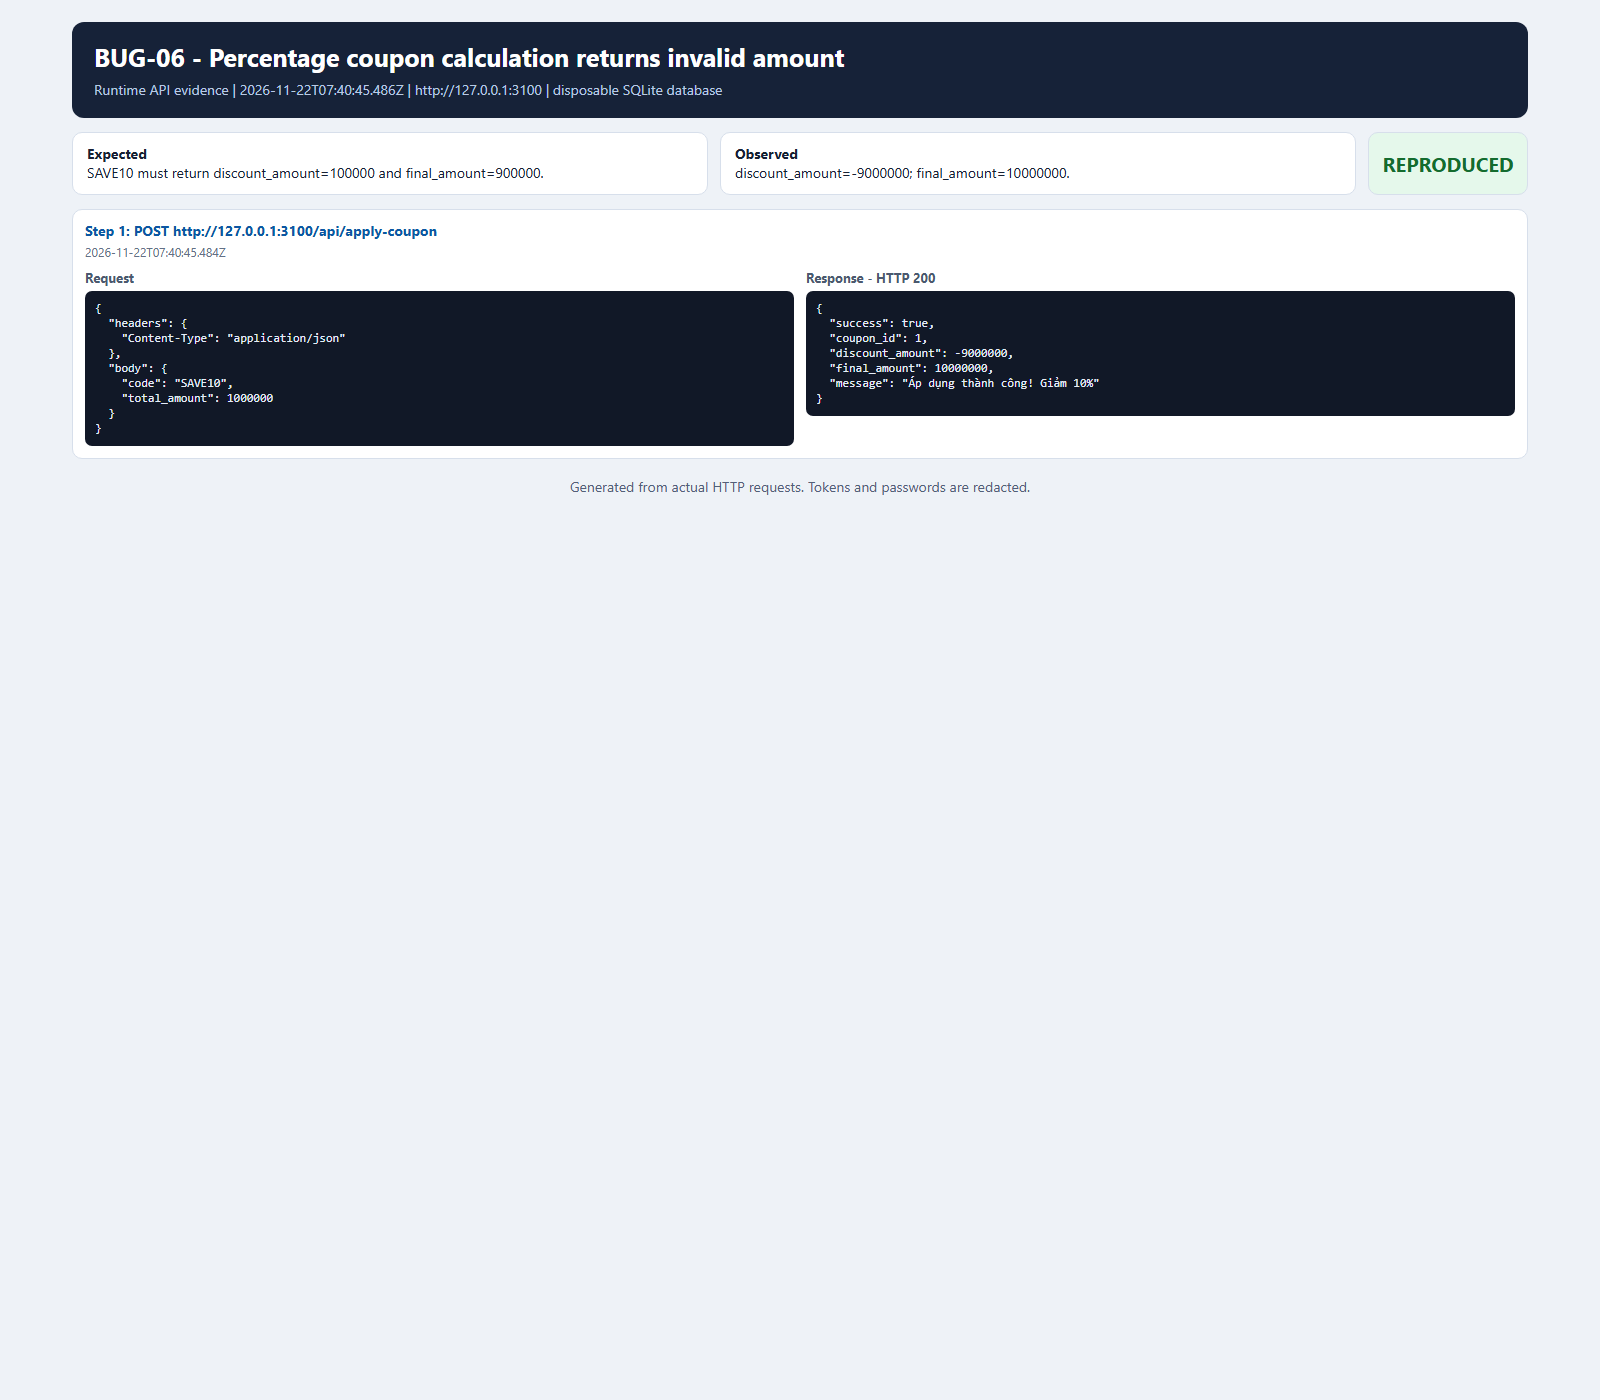 BUG-06 - Percentage coupon calculation returns invalid amount
Runtime API evidence | 2026-11-22T07:40:45.486Z | http://127.0.0.1:3100 | disposable SQLite database
Expected
SAVE10 must return discount_amount=100000 and final_amount=900000.
Observed
discount_amount=-9000000; final_amount=10000000.
REPRODUCED
Step 1: POST http://127.0.0.1:3100/api/apply-coupon
2026-11-22T07:40:45.484Z
Request
{
  "headers": {
    "Content-Type": "application/json"
  },
  "body": {
    "code": "SAVE10",
    "total_amount": 1000000
  }
}
Response - HTTP 200
{
  "success": true,
  "coupon_id": 1,
  "discount_amount": -9000000,
  "final_amount": 10000000,
  "message": "Áp dụng thành công! Giảm 10%"
}
Generated from actual HTTP requests. Tokens and passwords are redacted.